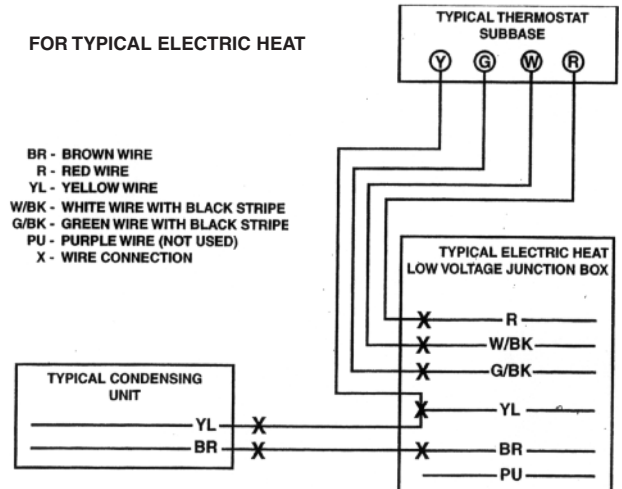 FOR TYPICAL ELECTRIC HEAT
TYPICAL THERMOSTAT
SUBBASE
Y G W R
BR - BROWN WIRE
R - RED WIRE
YL - YELLOW WIRE
W/BK - WHITE WIRE WITH BLACK STRIPE
G/BK - GREEN WIRE WITH BLACK STRIPE
PU - PURPLE WIRE (NOT USED)
X - WIRE CONNECTION
TYPICAL ELECTRIC HEAT
LOW VOLTAGE JUNCTION BOX
X R
X W/BK
X G/BK
X YL
X BR
PU
TYPICAL CONDENSING
UNIT
YL X
BR X